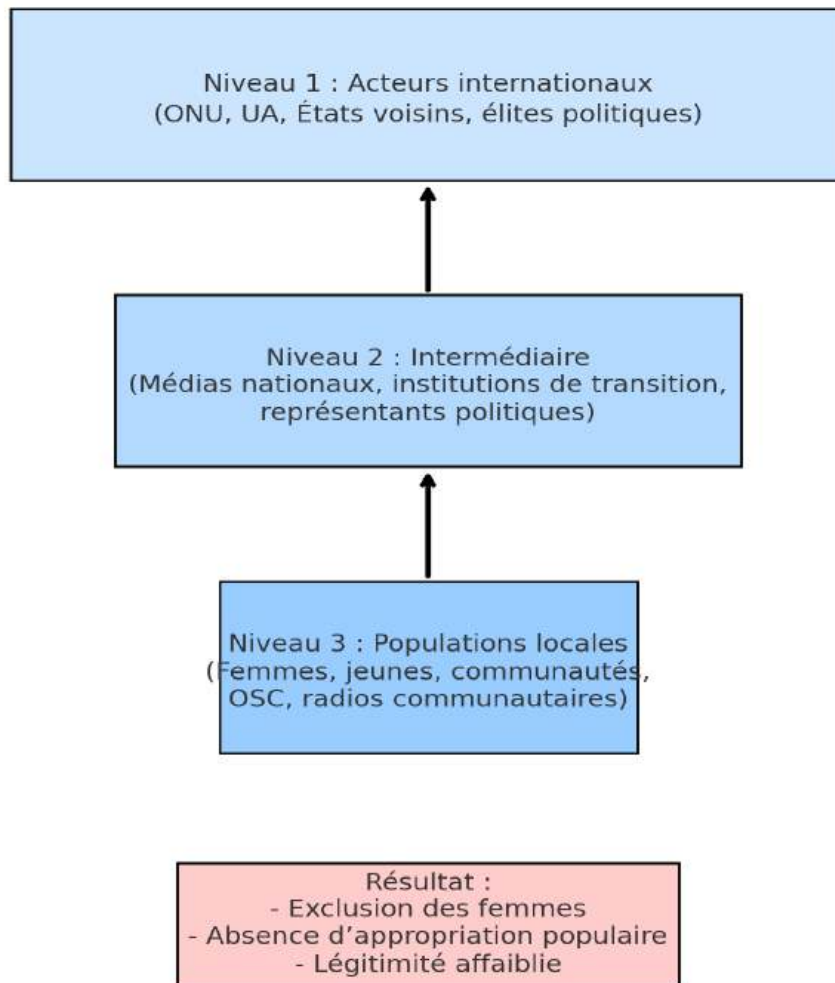 Niveau 1 : Acteurs internationaux
(ONU, UA, États voisins, élites politiques)
Niveau 2 : Intermédiaire
(Médias nationaux, institutions de transition,
représentants politiques)
Niveau 3 : Populations locales
(Femmes, jeunes, communautés,
OSC, radios communautaires)
Résultat :
- Exclusion des femmes
- Absence d’appropriation populaire
- Légitimité affaiblie